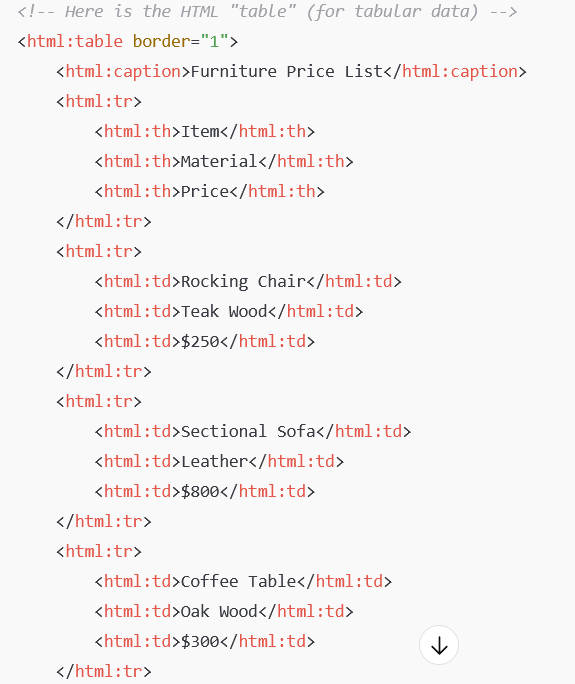 <!-- Here is the HTML "table" (for tabular data) -->
<html:table border="1">
    <html:caption>Furniture Price List</html:caption>
    <html:tr>
        <html:th>Item</html:th>
        <html:th>Material</html:th>
        <html:th>Price</html:th>
    </html:tr>
    <html:tr>
        <html:td>Rocking Chair</html:td>
        <html:td>Teak Wood</html:td>
        <html:td>$250</html:td>
    </html:tr>
    <html:tr>
        <html:td>Sectional Sofa</html:td>
        <html:td>Leather</html:td>
        <html:td>$800</html:td>
    </html:tr>
    <html:tr>
        <html:td>Coffee Table</html:td>
        <html:td>Oak Wood</html:td>
        <html:td>$300</html:td>
    </html:tr>